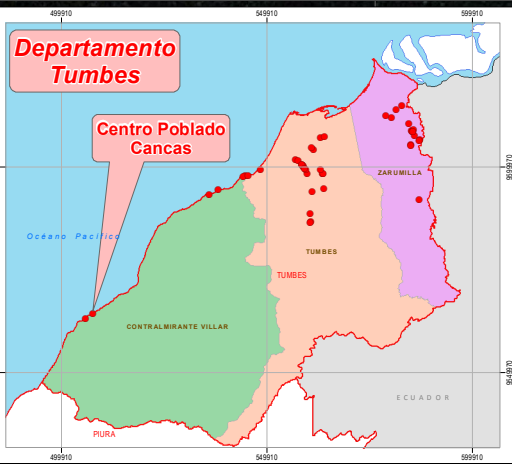 499910 549910 599910
Departamento
Tumbes
Centro Poblado
Cancas
ZARUMILLA
Océano Pacífico
TUMBES
TUMBES
CONTRALMIRANTE VILLAR
ECUADOR
PIURA
499910 549910 599910
9599970
9549970